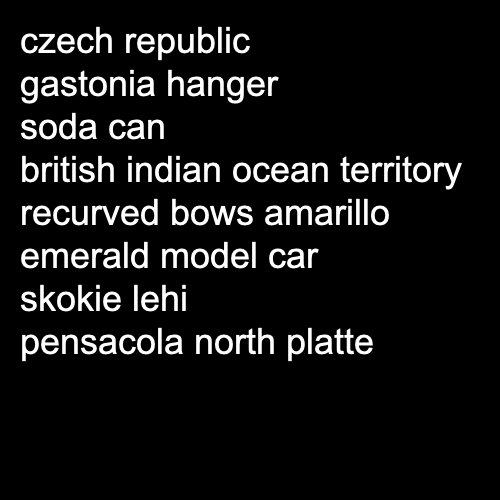 czech republic
gastonia hanger
soda can
british indian ocean territory
recurved bows amarillo
emerald model car
skokie lehi
pensacola north platte